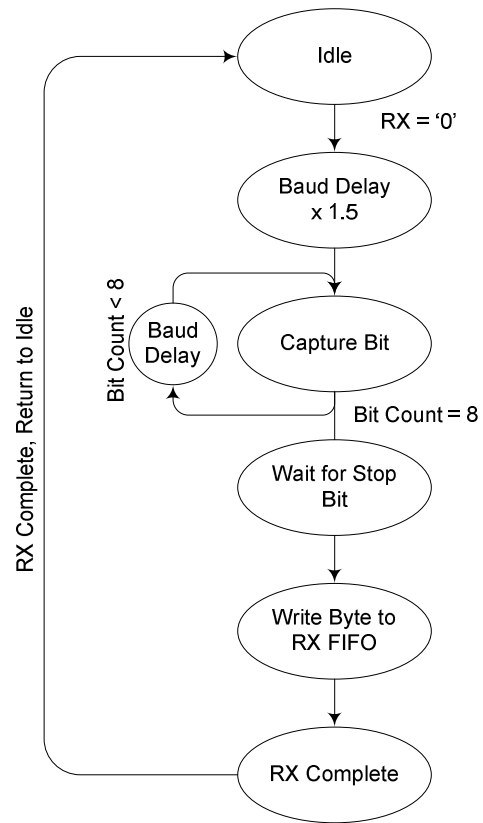 Idle
RX = ‘0’
Baud Delay
x 1.5
Bit Count < 8
Baud
Delay
Capture Bit
Bit Count = 8
Wait for Stop
Bit
Write Byte to
RX FIFO
RX Complete
RX Complete, Return to Idle